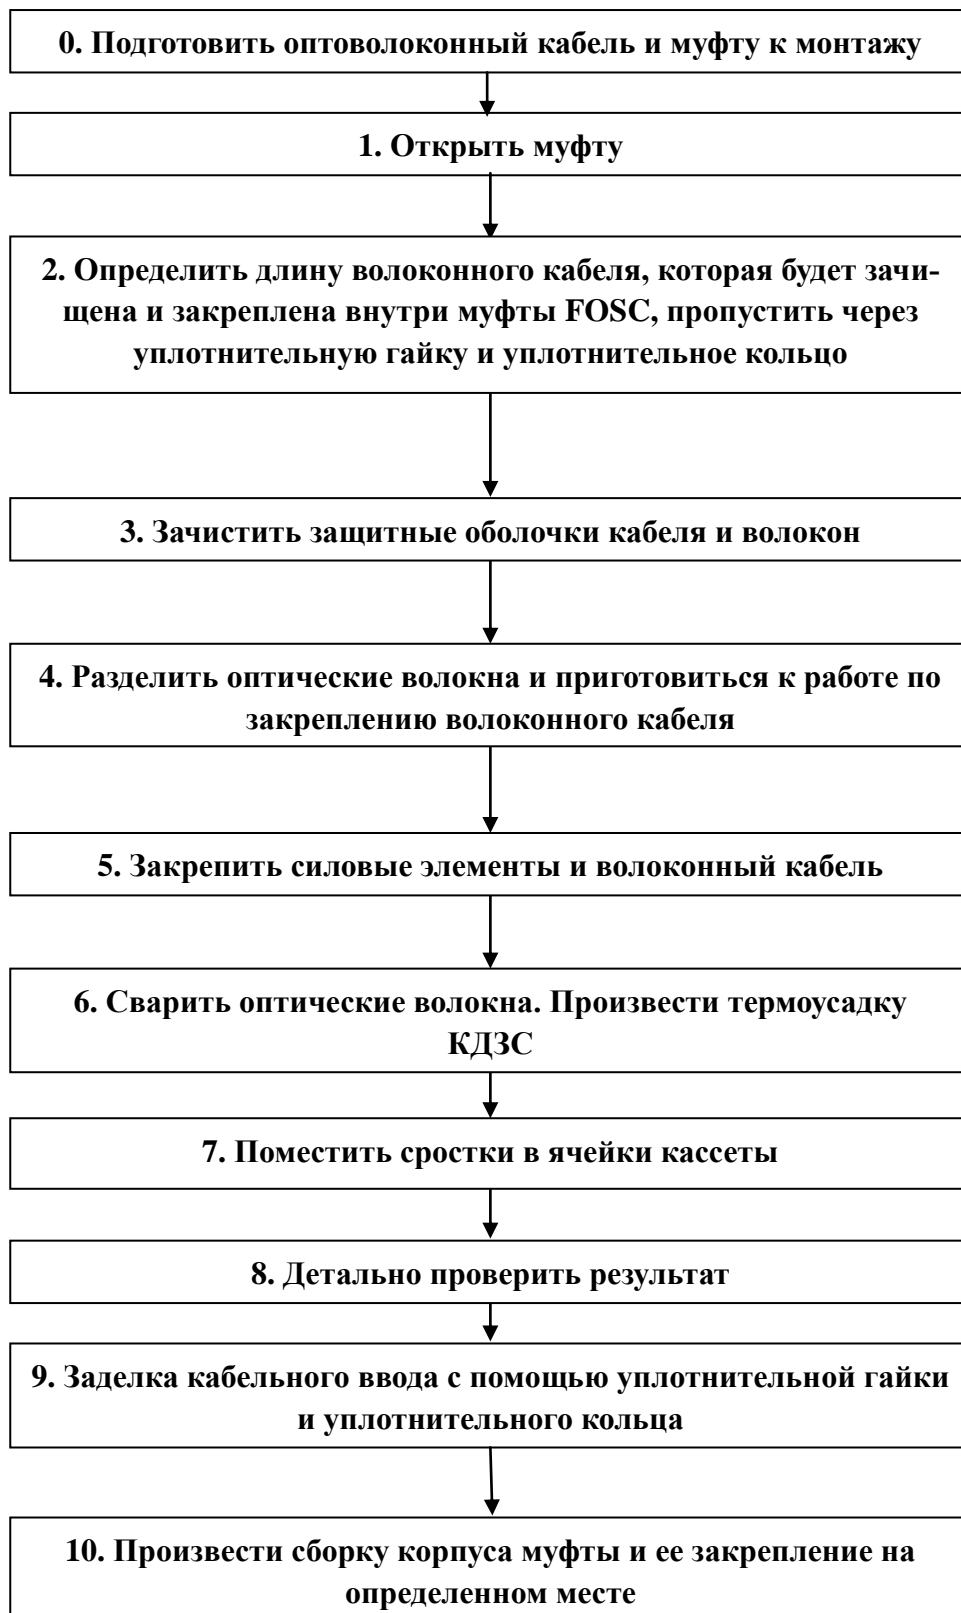 0. Подготовить оптоволоконный кабель и муфту к монтажу
1. Открыть муфту
2. Определить длину волоконного кабеля, которая будет зачи-
щена и закреплена внутри муфты FOSC, пропустить через
уплотнительную гайку и уплотнительное кольцо
3. Зачистить защитные оболочки кабеля и волокон
4. Разделить оптические волокна и приготовиться к работе по
закреплению волоконного кабеля
5. Закрепить силовые элементы и волоконный кабель
6. Сварить оптические волокна. Произвести термоусадку
КДЗС
7. Поместить сростки в ячейки кассеты
8. Детально проверить результат
9. Заделка кабельного ввода с помощью уплотнительной гайки
и уплотнительного кольца
10. Произвести сборку корпуса муфты и ее закрепление на
определенном месте